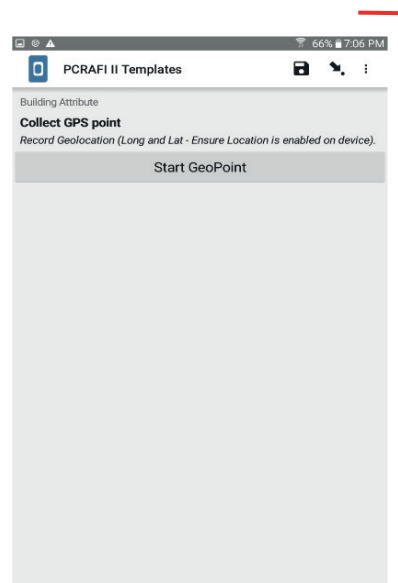 66% 7:06 PM
PCRAFI II Templates
Building Attribute
Collect GPS point
Record Geolocation (Long and Lat - Ensure Location is enabled on device).
Start GeoPoint